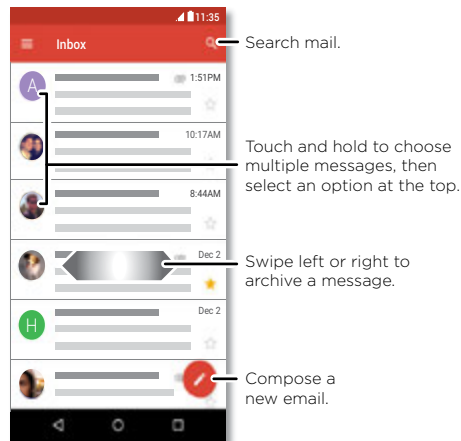 11:35
Inbox
Search mail.
A
1:51PM
10:17AM
Touch and hold to choose
multiple messages, then
select an option at the top.
8:44AM
Dec 2
Swipe left or right to
archive a message.
Dec 2
H
Compose a
new email.